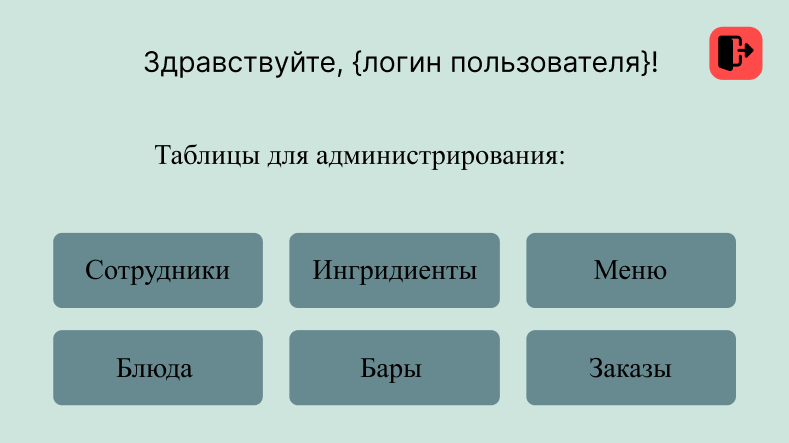 Здравствуйте, {логин пользователя}!
Таблицы для администрирования:
Сотрудники
Ингридиенты
Меню
Блюда
Бары
Заказы